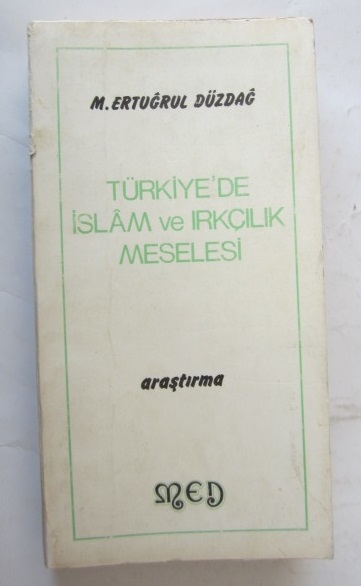 M. ERTUĞRUL DÜZDAĞ
TÜRKİYE'DE
İSLÂM ve IRKÇILIK
MESELESİ
araştırma
MED